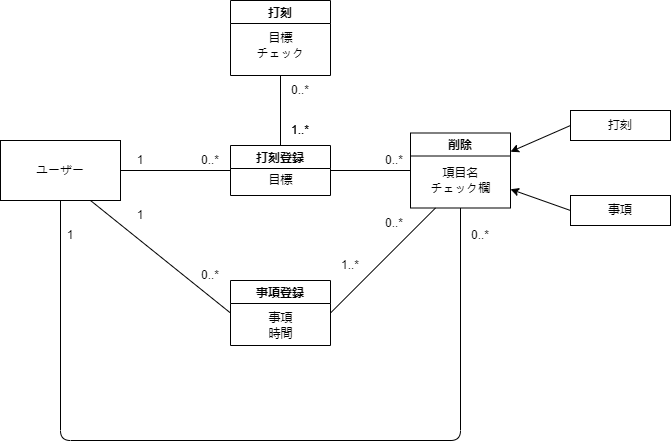 打刻
目標
チェック
0..*
1..*
打刻登録
目標
ユーザー
1
0..*
0..*
削除
項目名
チェック欄
打刻
事項
1
0..*
事項登録
事項
時間
1..*
0..*
1
0..*